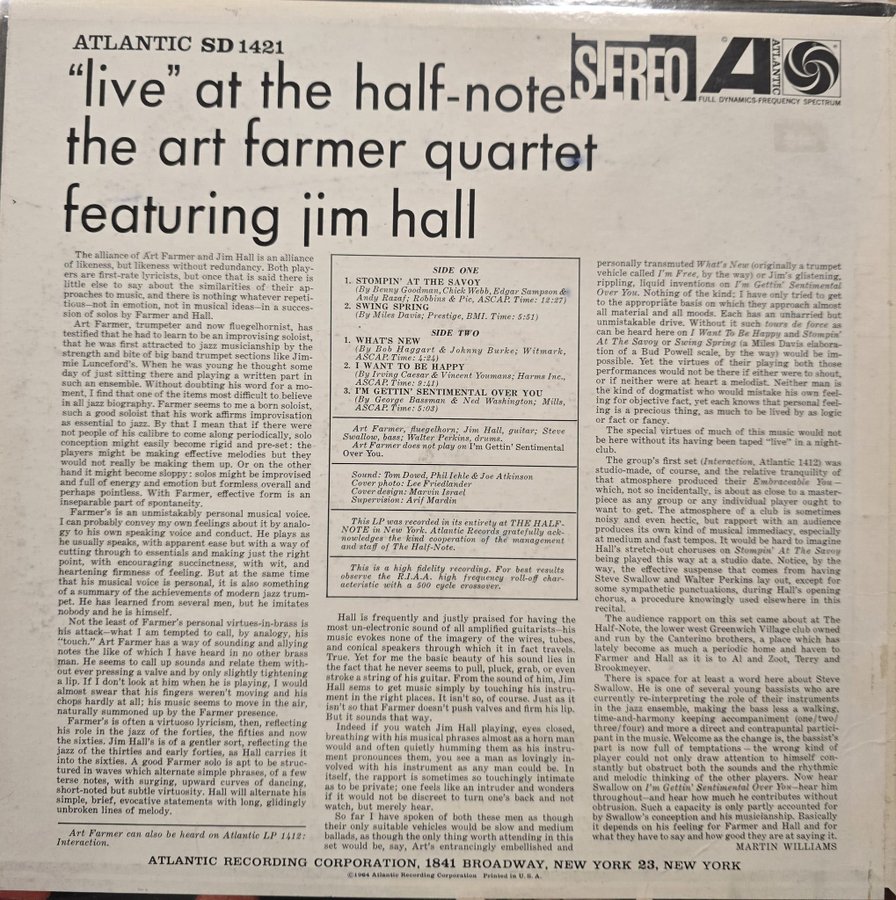 ATLANTIC SD 1421
"live" at the half-note
the art farmer quartet
featuring jim hall
STEREO
A
ATLANTIC
FULL DYNAMICS-FREQUENCY SPECTRUM
The alliance of Art Farmer and Jim Hall is an alliance
of likeness, but likeness without redundancy. Both play-
ers are first-rate lyricists, but once that is said there is
little else to say about the similarities of their ap-
proaches to music, and there is nothing whatever repeti-
tious—not in emotion, not in musical ideas—in a succes-
sion of solos by Farmer and Hall.
Art Farmer, trumpeter and now fluegelhornist, has
testified that he had to learn to be an improvising soloist,
that he was first attracted to jazz musicianship by the
strength and bite of big band trumpet sections like Jim-
mie Lunceford's. When he was young he thought some
day of just sitting there and playing a written part in
such an ensemble. Without doubting his word for a mo-
ment, I find that one of the items most difficult to believe
in all jazz biography. Farmer seems to me a born soloist,
such a good soloist that his work affirms improvisation
as essential to jazz. By that I mean that if there were
not people of his calibre to come along periodically, solo
conception might easily become rigid and pre-set: the
players might be making effective melodies but they
would not really be making them up. Or on the other
hand it might become sloppy: solos might be improvised
and full of energy and emotion but formless overall and
perhaps pointless. With Farmer, effective form is an
inseparable part of spontaneity.
Farmer's is an unmistakably personal musical voice.
I can probably convey my own feelings about it by analo-
gy to his own speaking voice and conduct. He plays as
he usually speaks, with apparent ease but with a way of
cutting through to essentials and making just the right
point, with encouraging succinctness, with wit, and
heartening firmness of feeling. But at the same time
that his musical voice is personal, it is also something
of a summary of the achievements of modern jazz trum-
pet. He has learned from several men, but he imitates
nobody and he is himself.
Not the least of Farmer's personal virtues-in-brass is
his attack—what I am tempted to call, by analogy, his
"touch." Art Farmer has a way of sounding and allying
notes the like of which I have heard in no other brass
man. He seems to call up sounds and relate them with-
out ever pressing a valve and by only slightly tightening
a lip. If I don't look at him when he is playing, I would
almost swear that his fingers weren't moving and his
chops hardly at all; his music seems to move in the air,
naturally summoned up by the Farmer presence.
Farmer's is often a virtuoso lyricism, then, reflecting
his role in the jazz of the forties, the fifties and now
the sixties. Jim Hall's is of a gentler sort, reflecting the
jazz of the thirties and early forties, as Hall carries it
into the sixties. A good Farmer solo is apt to be struc-
tured in waves which alternate simple phrases, of a few
terse notes, with surging, upward curves of dancing,
short-noted but subtle virtuosity. Hall will alternate his
simple, brief, evocative statements with long, glidingly
unbroken lines of melody.
Art Farmer can also be heard on Atlantic LP 1412:
Interaction.
SIDE ONE
1. STOMPIN' AT THE SAVOY
(By Benny Goodman, Chick Webb, Edgar Sampson &
Andy Razaf; Robbins & Pic, ASCAP. Time: 12:27)
2. SWING SPRING
(By Miles Davis; Prestige, BMI. Time: 5:51)
SIDE TWO
1. WHAT'S NEW
(By Bob Haggart & Johnny Burke; Witmark,
ASCAP. Time: 4:24)
2. I WANT TO BE HAPPY
(By Irving Caesar & Vincent Youmans; Harms Inc.,
ASCAP. Time: 9:41)
3. I'M GETTIN' SENTIMENTAL OVER YOU
(By George Bassman & Ned Washington; Mills,
ASCAP. Time: 5:03)
Art Farmer, fluegelhorn; Jim Hall, guitar; Steve
Swallow, bass; Walter Perkins, drums.
Art Farmer does not play on I'm Gettin' Sentimental
Over You.
Sound: Tom Dowd, Phil Iehle & Joe Atkinson
Cover photo: Lee Friedlander
Cover design: Marvin Israel
Supervision: Arif Mardin
This LP was recorded in its entirety at THE HALF-
NOTE in New York. Atlantic Records gratefully ack-
nowledges the kind cooperation of the management
and staff of The Half-Note.
This is a high fidelity recording. For best results
observe the R.I.A.A. high frequency roll-off char-
acteristic with a 500 cycle crossover.
Hall is frequently and justly praised for having the
most un-electronic sound of all amplified guitarists—his
music evokes none of the imagery of the wires, tubes,
and conical speakers through which it in fact travels.
True. Yet for me the basic beauty of his sound lies in
the fact that he never seems to pull, pluck, grab, or even
stroke a string of his guitar. From the sound of him, Jim
Hall sems to get music simply by touching his instru-
ment in the right places. It isn't so, of course. Just as it
isn't so that Farmer doesn't push valves and firm his lip.
But it sounds that way.
Indeed if you watch Jim Hall playing, eyes closed,
breathing with his musical phrases almost as a horn man
would and often quietly humming them as his instru-
ment pronounces them, you see a man as lovingly in-
volved with his instrument as any man could be. In
itself, the rapport is sometimes so touchingly intimate
as to be private; one feels like an intruder and wonders
if it would not be discreet to turn one's back and not
watch, but merely hear.
So far I have spoken of both these men as though
their only suitable vehicles would be slow and medium
ballads, as though the only thing worth attending in this
set would be, say, Art's entrancingly embellished and
personally transmuted What's New (originally a trumpet
vehicle called I'm Free, by the way) or Jim's glistening,
rippling, liquid inventions on I'm Gettin' Sentimental
Over You. Nothing of the kind; I have only tried to get
to the appropriate basis on which they approach almost
all material and all moods. Each has an unhurried but
unmistakable drive. Without it such tours de force as
can be heard here on I Want To Be Happy and Stompin'
At The Savoy or Swing Spring (a Miles Davis elabora-
tion of a Bud Powell scale, by the way) would be im-
possible. Yet the virtues of their playing both those
performances would not be there if either were to shout,
or if neither were at heart a melodist. Neither man is
the kind of dogmatist who would mistake his own feel-
ing for objective fact, yet each knows that personal feel-
ing is a precious thing, as much to be lived by as logic
or fact or fancy.
The special virtues of much of this music would not
be here without its having been taped "live" in a night-
club.
The group's first set (Interaction, Atlantic 1412) was
studio-made, of course, and the relative tranquility of
that atmosphere produced their Embraceable You—
which, not so incidentally, is about as close to a master-
piece as any group or any individual player ought to
want to get. The atmosphere of a club is sometimes
noisy and even hectic, but rapport with an audience
produces its own kind of musical immediacy, especially
at medium and fast tempos. It would be hard to imagine
Hall's stretch-out choruses on Stompin' At The Savoy
being played this way at a studio date. Notice, by the
way, the effective suspense that comes from having
Steve Swallow and Walter Perkins lay out, except for
some sympathetic punctuations, during Hall's opening
chorus, a procedure knowingly used elsewhere in this
recital.
The audience rapport on this set came about at The
Half-Note, the lower west Greenwich Village club owned
and run by the Canterino brothers, a place which has
lately become as much a periodic home and haven to
Farmer and Hall as it is to Al and Zoot, Terry and
Brookmeyer.
There is space for at least a word here about Steve
Swallow. He is one of several young bassists who are
currently re-interpreting the role of their instruments
in the jazz ensemble, making the bass less a walking,
time-and-harmony keeping accompaniment (one/two/
three/four) and more a direct and contrapuntal partici-
pant in the music. Welcome as the change is, the bassist's
part is now full of temptations—the wrong kind of
player could not only draw attention to himself con-
stantly but obstruct both the sounds and the rhythmic
and melodic thinking of the other players. Now hear
Swallow on I'm Gettin' Sentimental Over You—hear him
throughout—and hear how much he contributes without
obtrusion. Such a capacity is only partly accounted for
by Swallow's conception and his musicianship. Basically
it depends on his feeling for Farmer and Hall and for
what they have to say and how good they are at saying it.
MARTIN WILLIAMS
ATLANTIC RECORDING CORPORATION, 1841 BROADWAY, NEW YORK 23, NEW YORK
©1964 Atlantic Recording Corporation Printed in U.S.A.